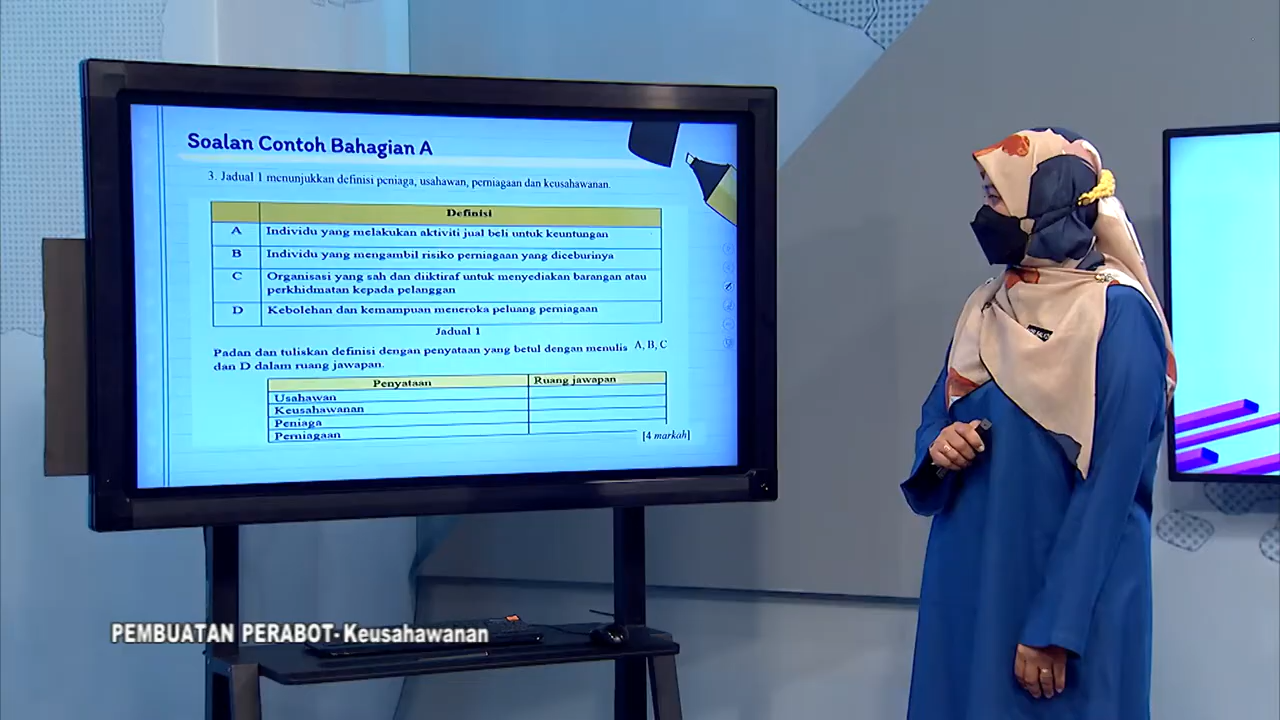 Soalan Contoh Bahagian A
3. Jadual 1 menunjukkan definisi peniaga, usahawan, perniagaan dan keusahawanan.
Definisi
A Individu yang melakukan aktiviti jual beli untuk keuntungan
B Individu yang mengambil risiko perniagaan yang diceburinya
C Organisasi yang sah dan diiktiraf untuk menyediakan barangan atau
perkhidmatan kepada pelanggan
D Kebolehan dan kemampuan meneroka peluang perniagaan
Jadual 1
Padan dan tuliskan definisi dengan penyataan yang betul dengan menulis A, B, C
dan D dalam ruang jawapan.
Penyataan Ruang jawapan
Usahawan
Keusahawanan
Peniaga
Perniagaan
[4 markah]
PEMBUATAN PERABOT- Keusahawanan